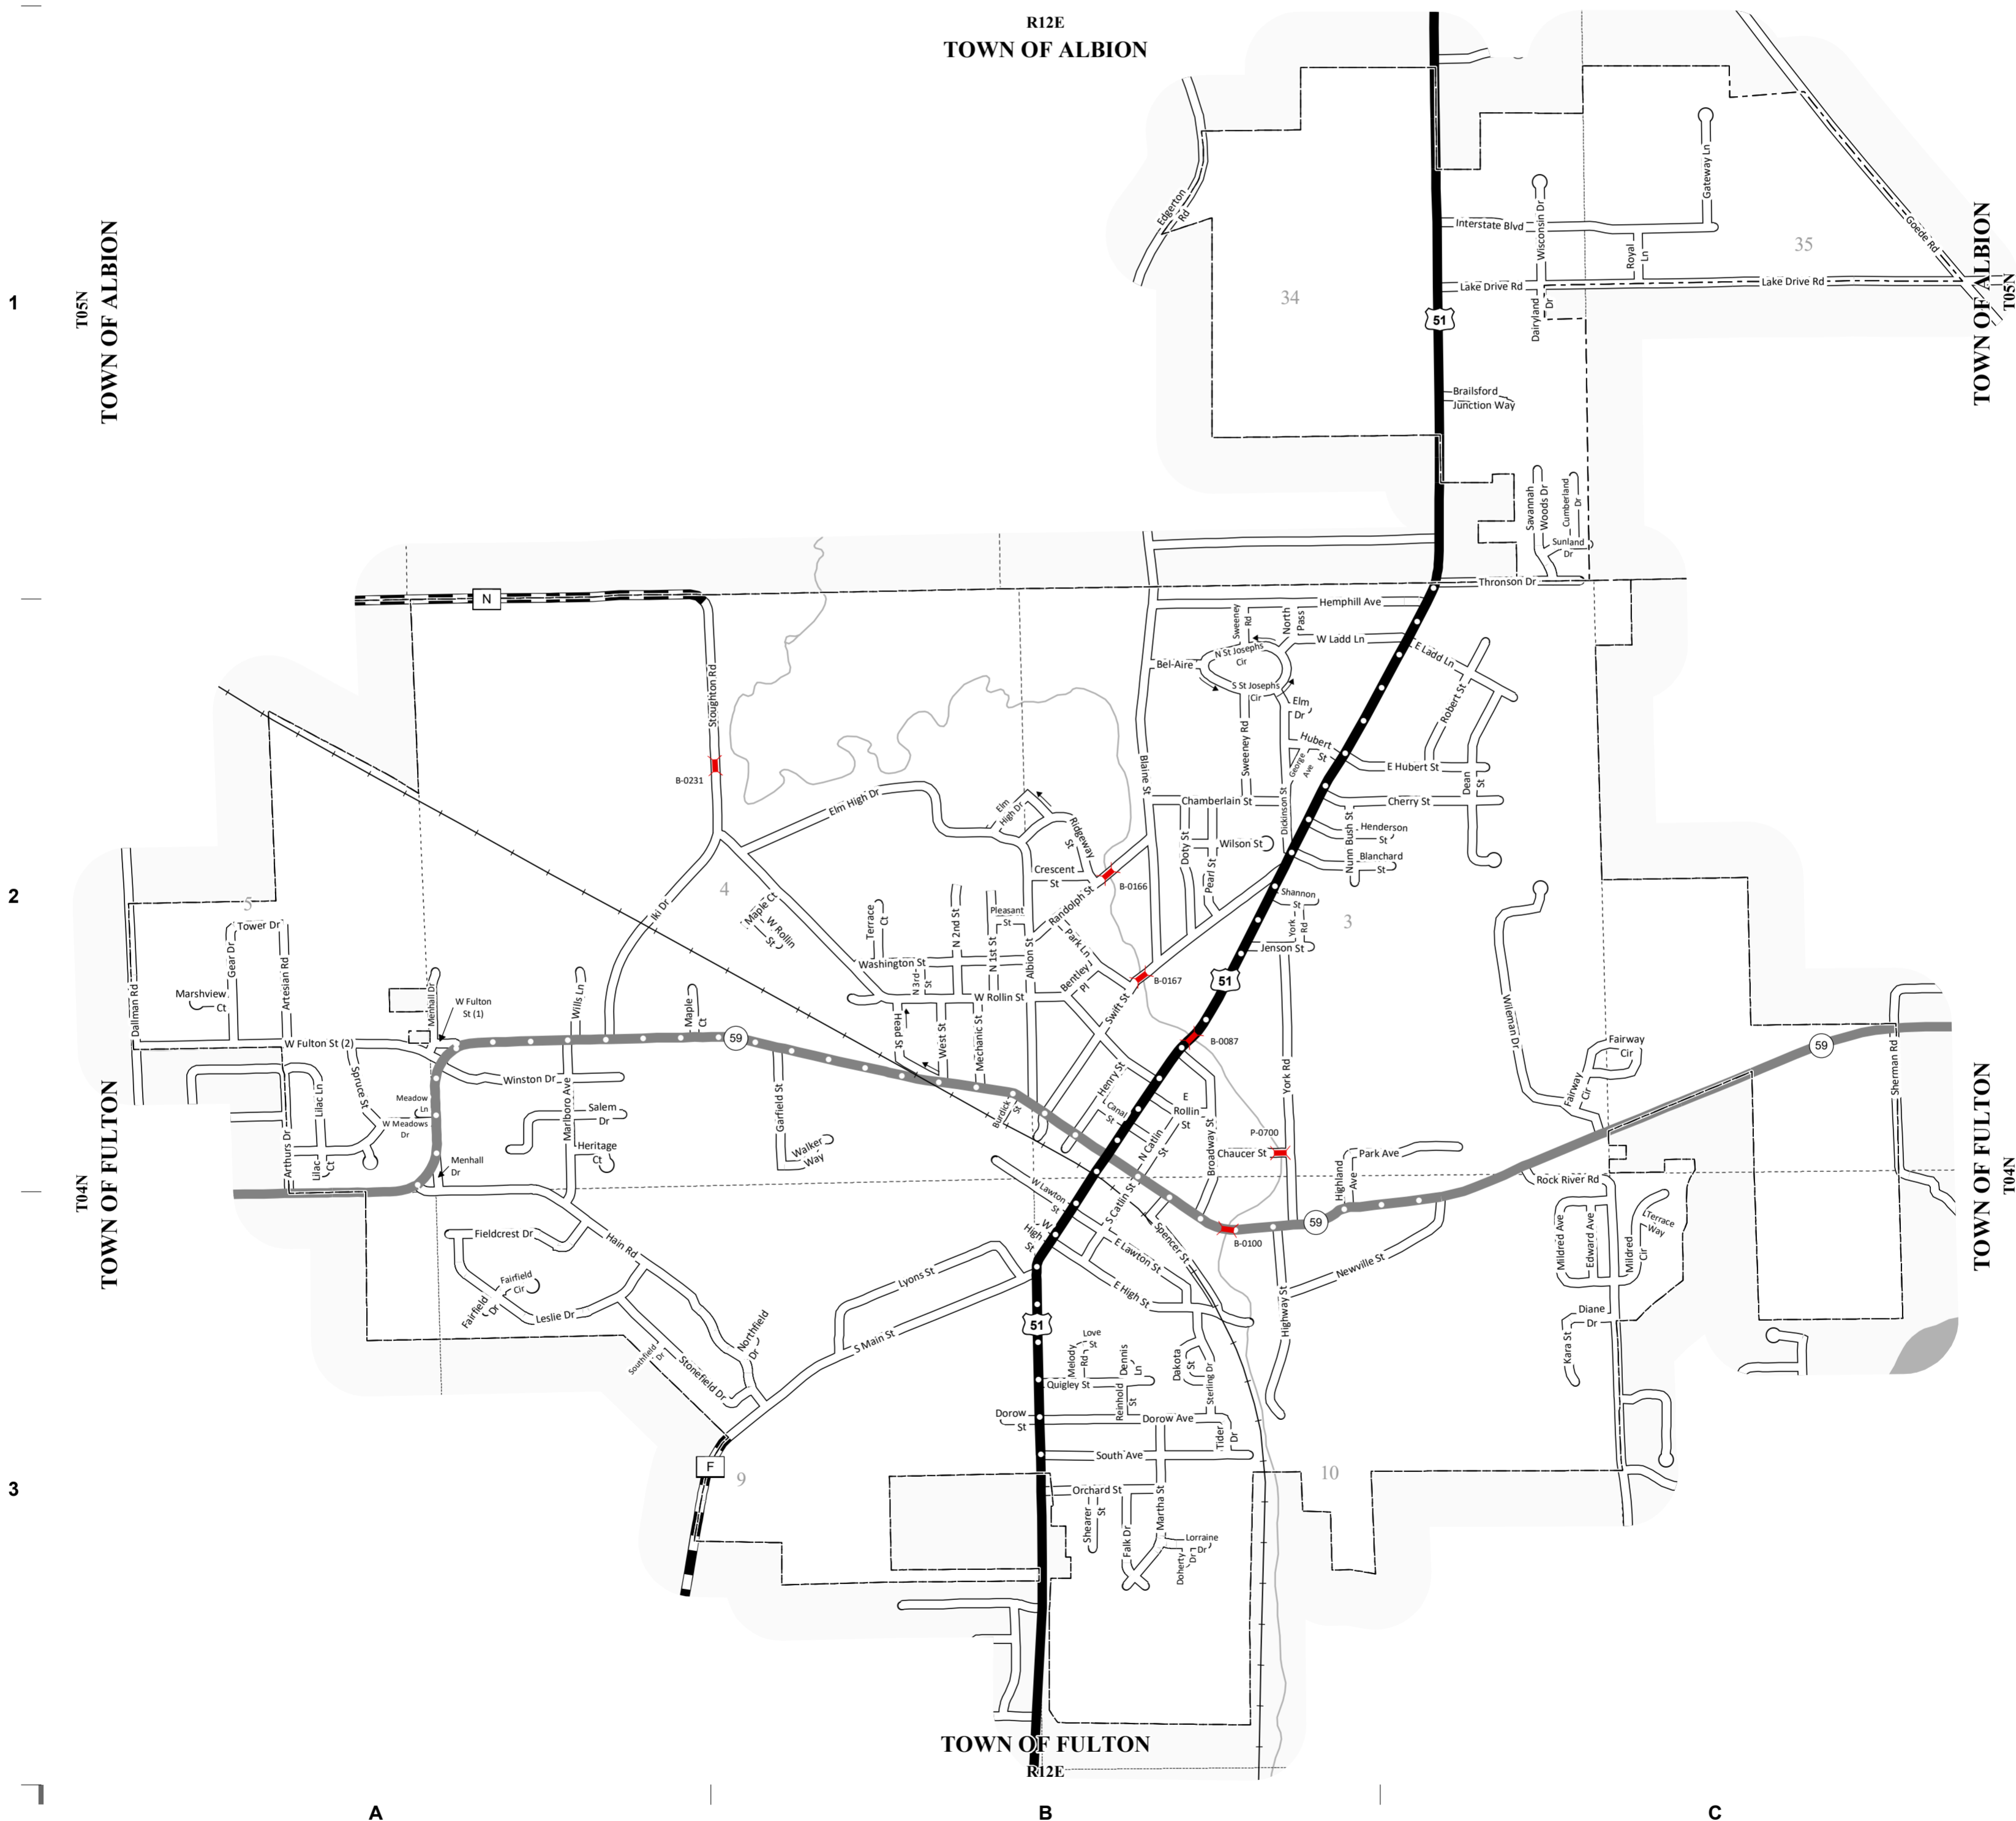 R12E
TOWN OF ALBION
1
T05N
TOWN OF ALBION
Edgerton
Rd
34
Interstate Blvd
Wisconsin Dr
Gateway Ln
Royal
Ln
35
Goede Rd
Lake Drive Rd
Lake Drive Rd
Dairyland
Dr
51
TOWN OF ALBION
T05N
Brailsford
Junction Way
Savannah
Woods Dr
Cumberland
Dr
Sunland
Dr
Thronson Dr
N
Hemphill Ave
Sweeney
Rd
North
Pass
W Ladd Ln
E Ladd Ln
N St Josephs
Cir
Bel-Aire
S St Josephs
Cir
Elm
Dr
Robert St
Stoughton Rd
Hubert
St
George
Ave
E Hubert St
Sweeney Rd
Blaine St
Dean
St
B-0231
Elm High Dr
Elm
High Dr
Chamberlain St
Dickinson St
Cherry St
Ridgeway
St
Doty St
Wilson St
Nunn Bush St
Henderson
St
Blanchard
St
Pearl St
Crescent
St
B-0166
Randolph St
Shannon
St
2
5
4
3
Iki Dr
Maple Ct
W Rollin
St
Terrace
Ct
N 2nd St
Pleasant
St
N 1st St
Albion St
Park Ln
York
Rd
Jenson St
Tower Dr
Gear Dr
Artesian Rd
Washington St
N 3rd
St
Bentley
Pl
B-0167
51
Marshview
Ct
Dallman Rd
Menhall Dr
W Fulton
St (1)
Wills Ln
Maple
Ct
W Rollin St
Swift St
Head St
West St
Mechanic St
Wileman Dr
W Fulton St (2)
59
B-0087
Fairway
Cir
59
Sherman Rd
Spruce St
Winston Dr
Marlboro Ave
Garfield St
Henry St
York Rd
Fairway
Cir
Lilac Ln
Meadow
Ln
W Meadows
Dr
Salem
Dr
Burdick
St
Canal
St
E
Rollin
St
Broadway St
P-0700
Heritage
Ct
Walker
Way
N Catlin
St
Chaucer St
Park Ave
Highland
Ave
Arthurs Dr
Lilac
Ct
Menhall
Dr
Rock River Rd
TOWN OF FULTON
T04N
TOWN OF FULTON
T04N
W Lawton
St
S Catlin St
W
High
St
Spencer St
59
B-0100
Mildred Ave
Edward Ave
Mildred
Cir
Terrace
Way
Fieldcrest Dr
Hain Rd
E Lawton St
Newville St
Lyons St
E High St
Fairfield
Cir
Fairfield
Dr
Leslie Dr
Highway St
Diane
Dr
Kara St
Northfield
Dr
S Main St
51
Southfield
Dr
Stonefield Dr
Love
St
Melody
Rd
Dennis
Ln
Dakota
St
Sterling Dr
Quigley St
Reinhold
St
Dorow
St
Dorow Ave
Tider
Dr
South Ave
F
9
10
3
Orchard St
Shearer
St
Falk Dr
Martha St
Lorraine
Dr
Doherty
Dr
TOWN OF FULTON
R12E
A
B
C